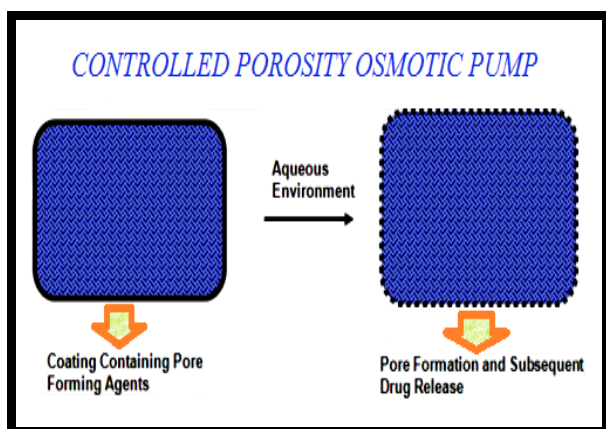 CONTROLLED POROSITY OSMOTIC PUMP
Aqueous
Environment
Coating Containing Pore
Forming Agents
Pore Formation and Subsequent
Drug Release